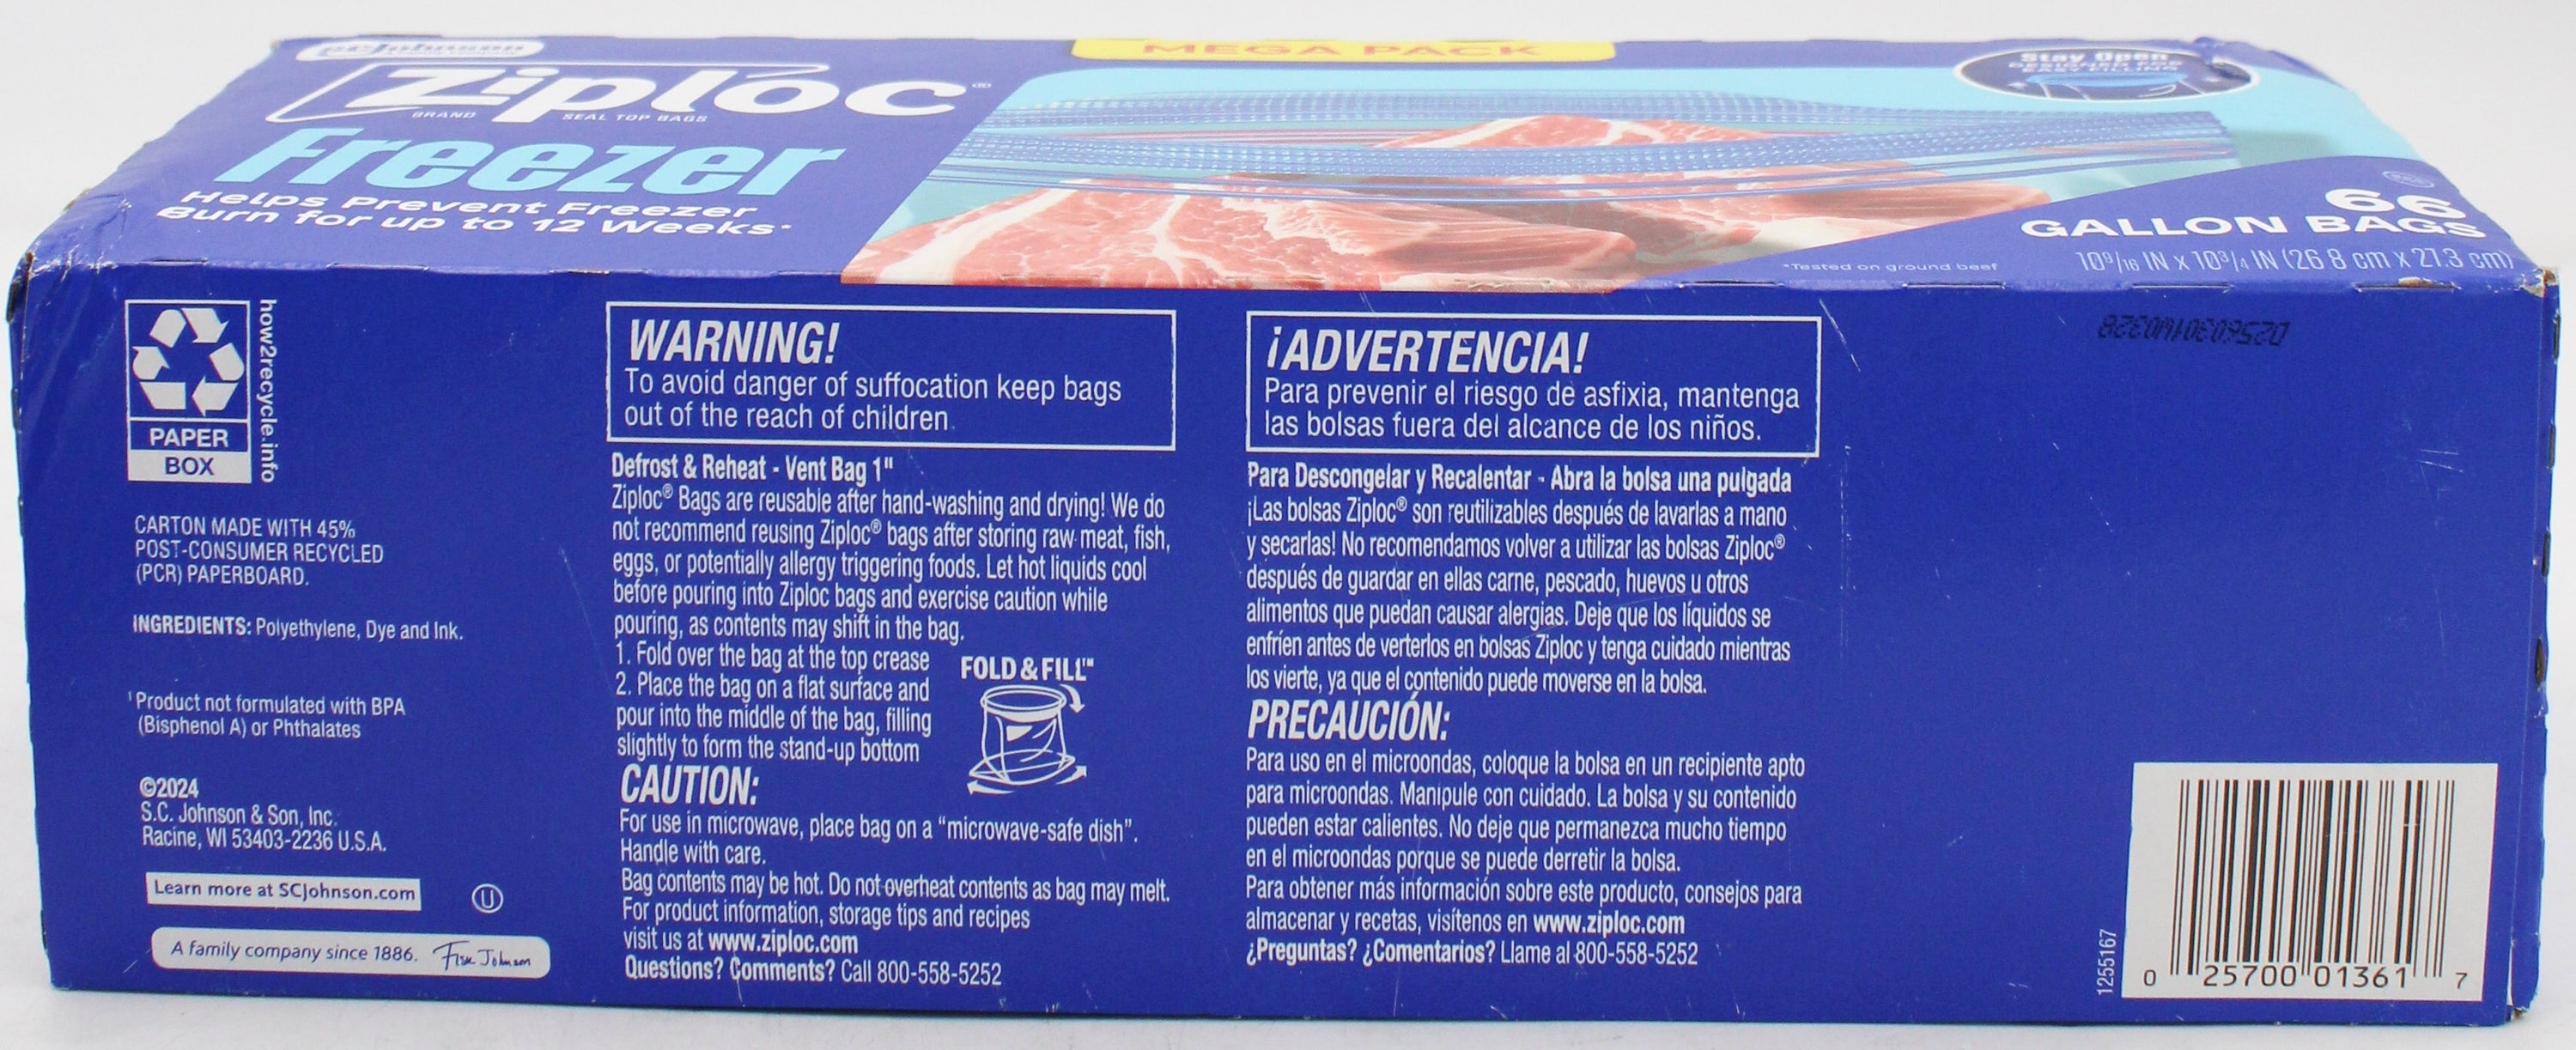 SC Johnson
MEGA PACK
Ziploc®
BRAND SEAL TOP BAGS
Freezer
Helps Prevent Freezer
Burn for up to 12 Weeks*
Stay Open
DESIGNED FOR
EASY FILLING
66
GALLON BAGS
10 9/16 IN x 10 3/4 IN (26.8 cm x 27.3 cm)
*Tested on ground beef
how2recycle.info
PAPER
BOX
CARTON MADE WITH 45%
POST-CONSUMER RECYCLED
(PCR) PAPERBOARD.
INGREDIENTS: Polyethylene, Dye and Ink.
¹Product not formulated with BPA
(Bisphenol A) or Phthalates
©2024
S.C. Johnson & Son, Inc.
Racine, WI 53403-2236 U.S.A.
Learn more at SCJohnson.com
U
A family company since 1886. Fisk Johnson
WARNING!
To avoid danger of suffocation keep bags
out of the reach of children.
Defrost & Reheat - Vent Bag 1"
Ziploc® Bags are reusable after hand-washing and drying! We do
not recommend reusing Ziploc® bags after storing raw meat, fish,
eggs, or potentially allergy triggering foods. Let hot liquids cool
before pouring into Ziploc bags and exercise caution while
pouring, as contents may shift in the bag.
1. Fold over the bag at the top crease
2. Place the bag on a flat surface and
pour into the middle of the bag, filling
slightly to form the stand-up bottom
FOLD & FILL™
CAUTION:
For use in microwave, place bag on a “microwave-safe dish”.
Handle with care.
Bag contents may be hot. Do not overheat contents as bag may melt.
For product information, storage tips and recipes
visit us at www.ziploc.com
Questions? Comments? Call 800-558-5252
¡ADVERTENCIA!
Para prevenir el riesgo de asfixia, mantenga
las bolsas fuera del alcance de los niños.
Para Descongelar y Recalentar - Abra la bolsa una pulgada
¡Las bolsas Ziploc® son reutilizables después de lavarlas a mano
y secarlas! No recomendamos volver a utilizar las bolsas Ziploc®
después de guardar en ellas carne, pescado, huevos u otros
alimentos que puedan causar alergias. Deje que los líquidos se
enfríen antes de verterlos en bolsas Ziploc y tenga cuidado mientras
los vierte, ya que el contenido puede moverse en la bolsa.
PRECAUCIÓN:
Para uso en el microondas, coloque la bolsa en un recipiente apto
para microondas. Manipule con cuidado. La bolsa y su contenido
pueden estar calientes. No deje que permanezca mucho tiempo
en el microondas porque se puede derretir la bolsa.
Para obtener más información sobre este producto, consejos para
almacenar y recetas, visítenos en www.ziploc.com
¿Preguntas? ¿Comentarios? Llame al 800-558-5252
1255167
0 25700 01361 7